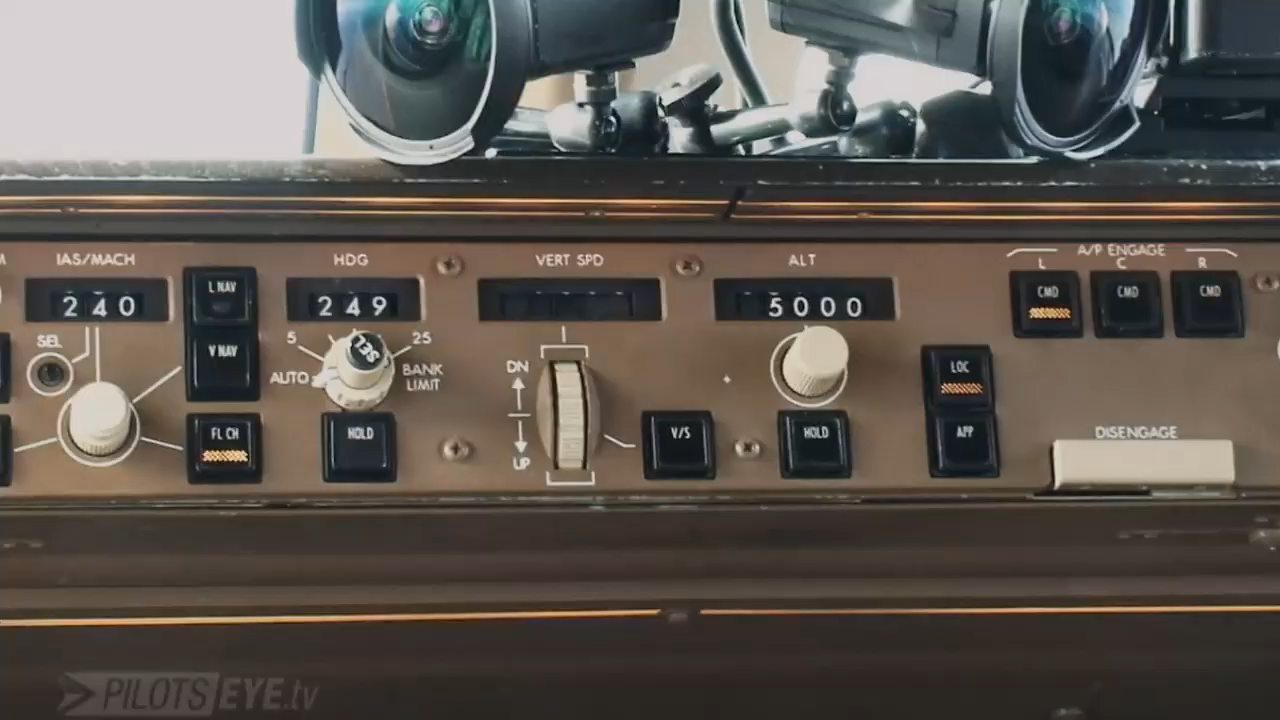 IAS/MACH
HDG
VERT SPD
ALT
A/P ENGAGE
L C R
240
L NAV
249
5000
CMD
CMD
CMD
SEL
V NAV
5
SEL
25
AUTO
BANK
LIMIT
DN
UP
LOC
FL CH
HOLD
V/S
HOLD
APP
DISENGAGE
PILOTSEYE.tv